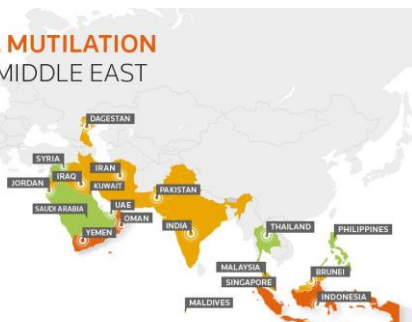 MUTILATION
MIDDLE EAST
DAGESTAN
SYRIA
IRAN
JORDAN
IRAQ
KUWAIT
PAKISTAN
SAUDI ARABIA
UAE
OMAN
INDIA
YEMEN
THAILAND
PHILIPPINES
MALAYSIA
BRUNEI
SINGAPORE
INDONESIA
MALDIVES